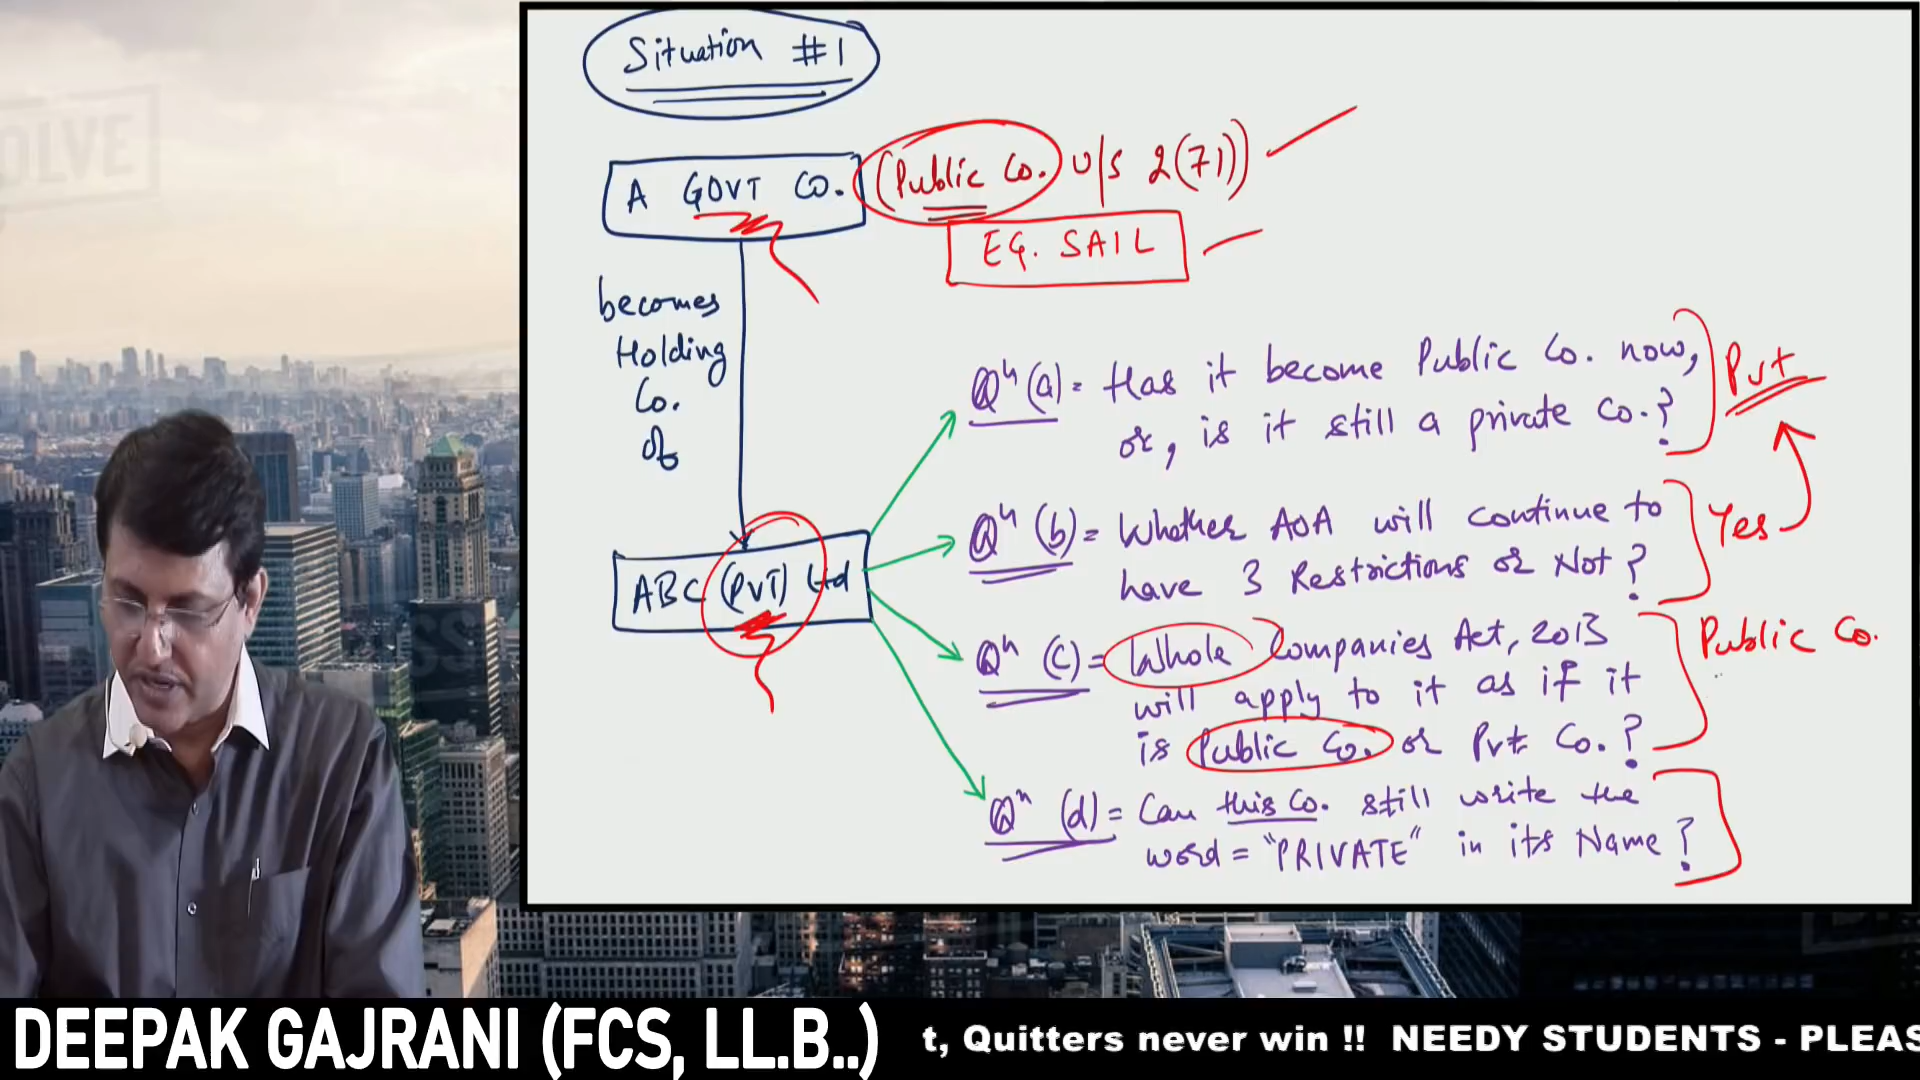 Situation #1
A GOVT CO. (Public Co. U/S 2(71))
EG. SAIL
becomes
Holding
Co.
of
ABC (PVT) Ltd
Qn (a) = Has it become Public Co. now,
or, is it still a private Co.?
Pvt
Qn (b) = Whether AOA will continue to
have 3 Restrictions or Not?
Yes
Qn (c) = Whole Companies Act, 2013
will apply to it as if it
is Public Co. or Pvt Co.?
Public Co.
Qn (d) = Can this Co. still write the
word = "PRIVATE" in its Name?
DEEPAK GAJRANI (FCS, LL.B..)
t, Quitters never win !! NEEDY STUDENTS - PLEAS